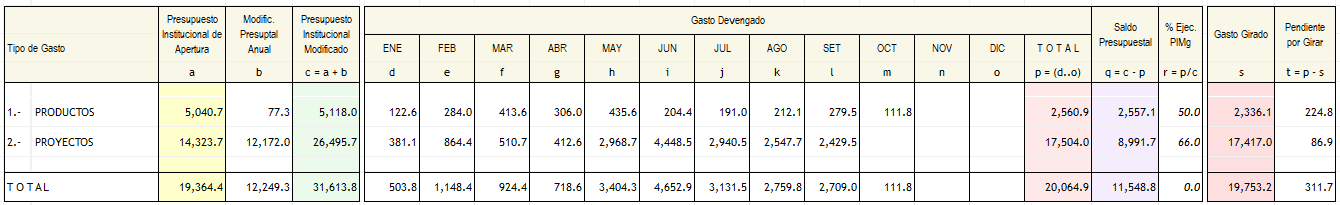 Tipo de Gasto | Presupuesto Institucional de Apertura | Modific. Presuptal Anual | Presupuesto Institucional Modificado | Gasto Devengado | Saldo Presupuestal | % Ejec. PIMg | Gasto Girado | Pendiente por Girar
ENE | FEB | MAR | ABR | MAY | JUN | JUL | AGO | SET | OCT | NOV | DIC | T O T A L
a | b | c = a + b | d | e | f | g | h | i | j | k | l | m | n | o | p = (d..o) | q = c - p | r = p/c | s | t = p - s
1.- PRODUCTOS | 5,040.7 | 77.3 | 5,118.0 | 122.6 | 284.0 | 413.6 | 306.0 | 435.6 | 204.4 | 191.0 | 212.1 | 279.5 | 111.8 | 2,560.9 | 2,557.1 | 50.0 | 2,336.1 | 224.8
2.- PROYECTOS | 14,323.7 | 12,172.0 | 26,495.7 | 381.1 | 864.4 | 510.7 | 412.6 | 2,968.7 | 4,448.5 | 2,940.5 | 2,547.7 | 2,429.5 | 17,504.0 | 8,991.7 | 66.0 | 17,417.0 | 86.9
T O T A L | 19,364.4 | 12,249.3 | 31,613.8 | 503.8 | 1,148.4 | 924.4 | 718.6 | 3,404.3 | 4,652.9 | 3,131.5 | 2,759.8 | 2,709.0 | 111.8 | 20,064.9 | 11,548.8 | 0.0 | 19,753.2 | 311.7